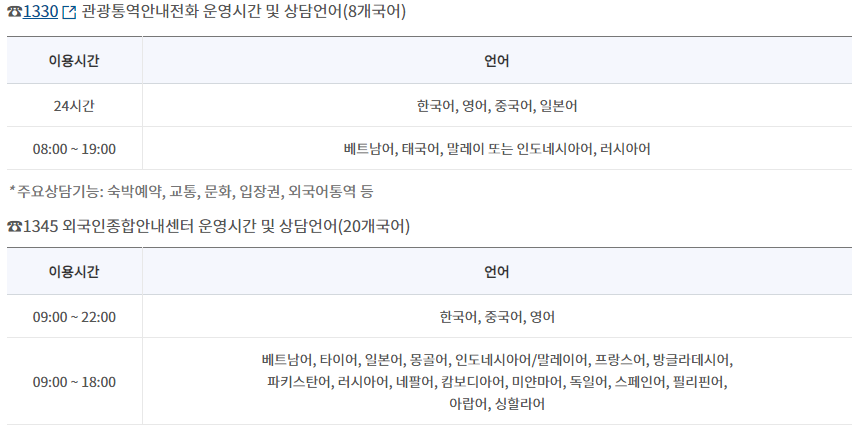 ☎1330 관광통역안내전화 운영시간 및 상담언어(8개국어)
이용시간 언어
24시간 한국어, 영어, 중국어, 일본어
08:00 ~ 19:00 베트남어, 태국어, 말레이 또는 인도네시아어, 러시아어
*주요상담기능: 숙박예약, 교통, 문화, 입장권, 외국어통역 등
☎1345 외국인종합안내센터 운영시간 및 상담언어(20개국어)
이용시간 언어
09:00 ~ 22:00 한국어, 중국어, 영어
베트남어, 타이어, 일본어, 몽골어, 인도네시아어/말레이어, 프랑스어, 방글라데시어,
09:00 ~ 18:00 파키스탄어, 러시아어, 네팔어, 캄보디아어, 미얀마어, 독일어, 스페인어, 필리핀어,
아랍어, 싱할라어